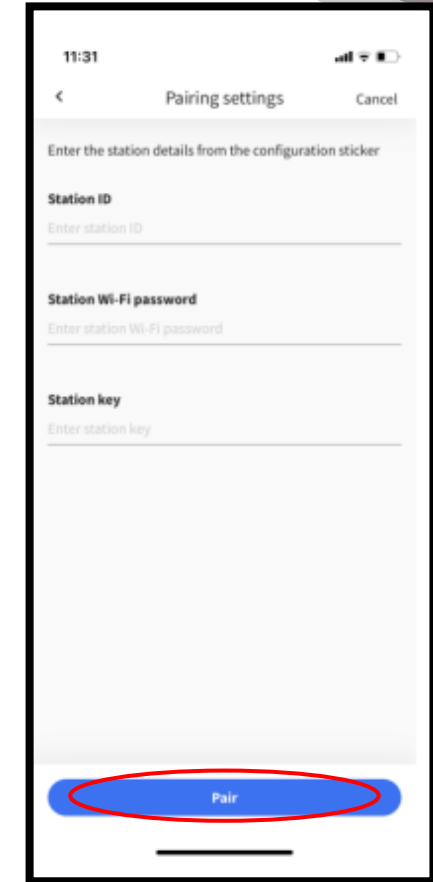 11:31
Pairing settings
Cancel
Enter the station details from the configuration sticker
Station ID
Enter station ID
Station Wi-Fi password
Enter station Wi-Fi password
Station key
Enter station key
Pair